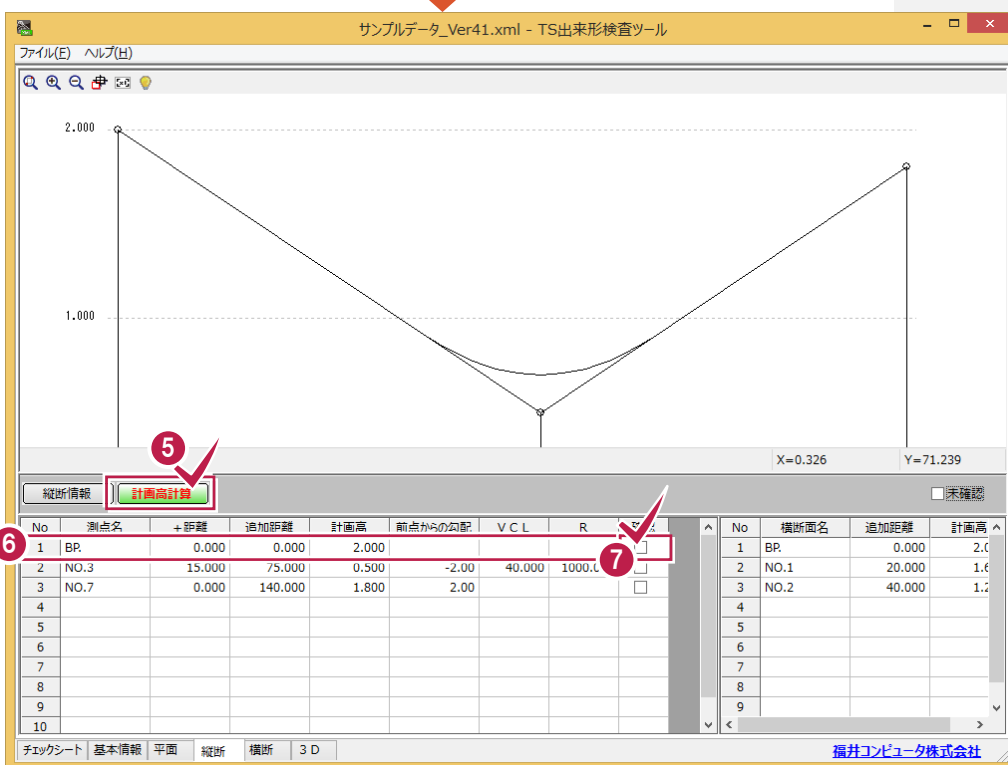 サンプルデータ_Ver41.xml - TS出来形検査ツール
ファイル(F) ヘルプ(H)
2.000
1.000
X=0.326 Y=71.239
5
縦断情報 計画高計算 未確認
No 測点名 +距離 追加距離 計画高 前点からの勾配 VCL R No 横断面名 追加距離 計画高
6
1 BP. 0.000 0.000 2.000 1 BP. 0.000
7
2 NO.3 15.000 75.000 0.500 -2.00 40.000 2 NO.1 20.000
3 NO.7 0.000 140.000 1.800 2.00 3 NO.2 40.000
4 4
5 5
6 6
7 7
8 8
9 9
10
チェックシート 基本情報 平面 縦断 横断 3D 福井コンピュータ株式会社